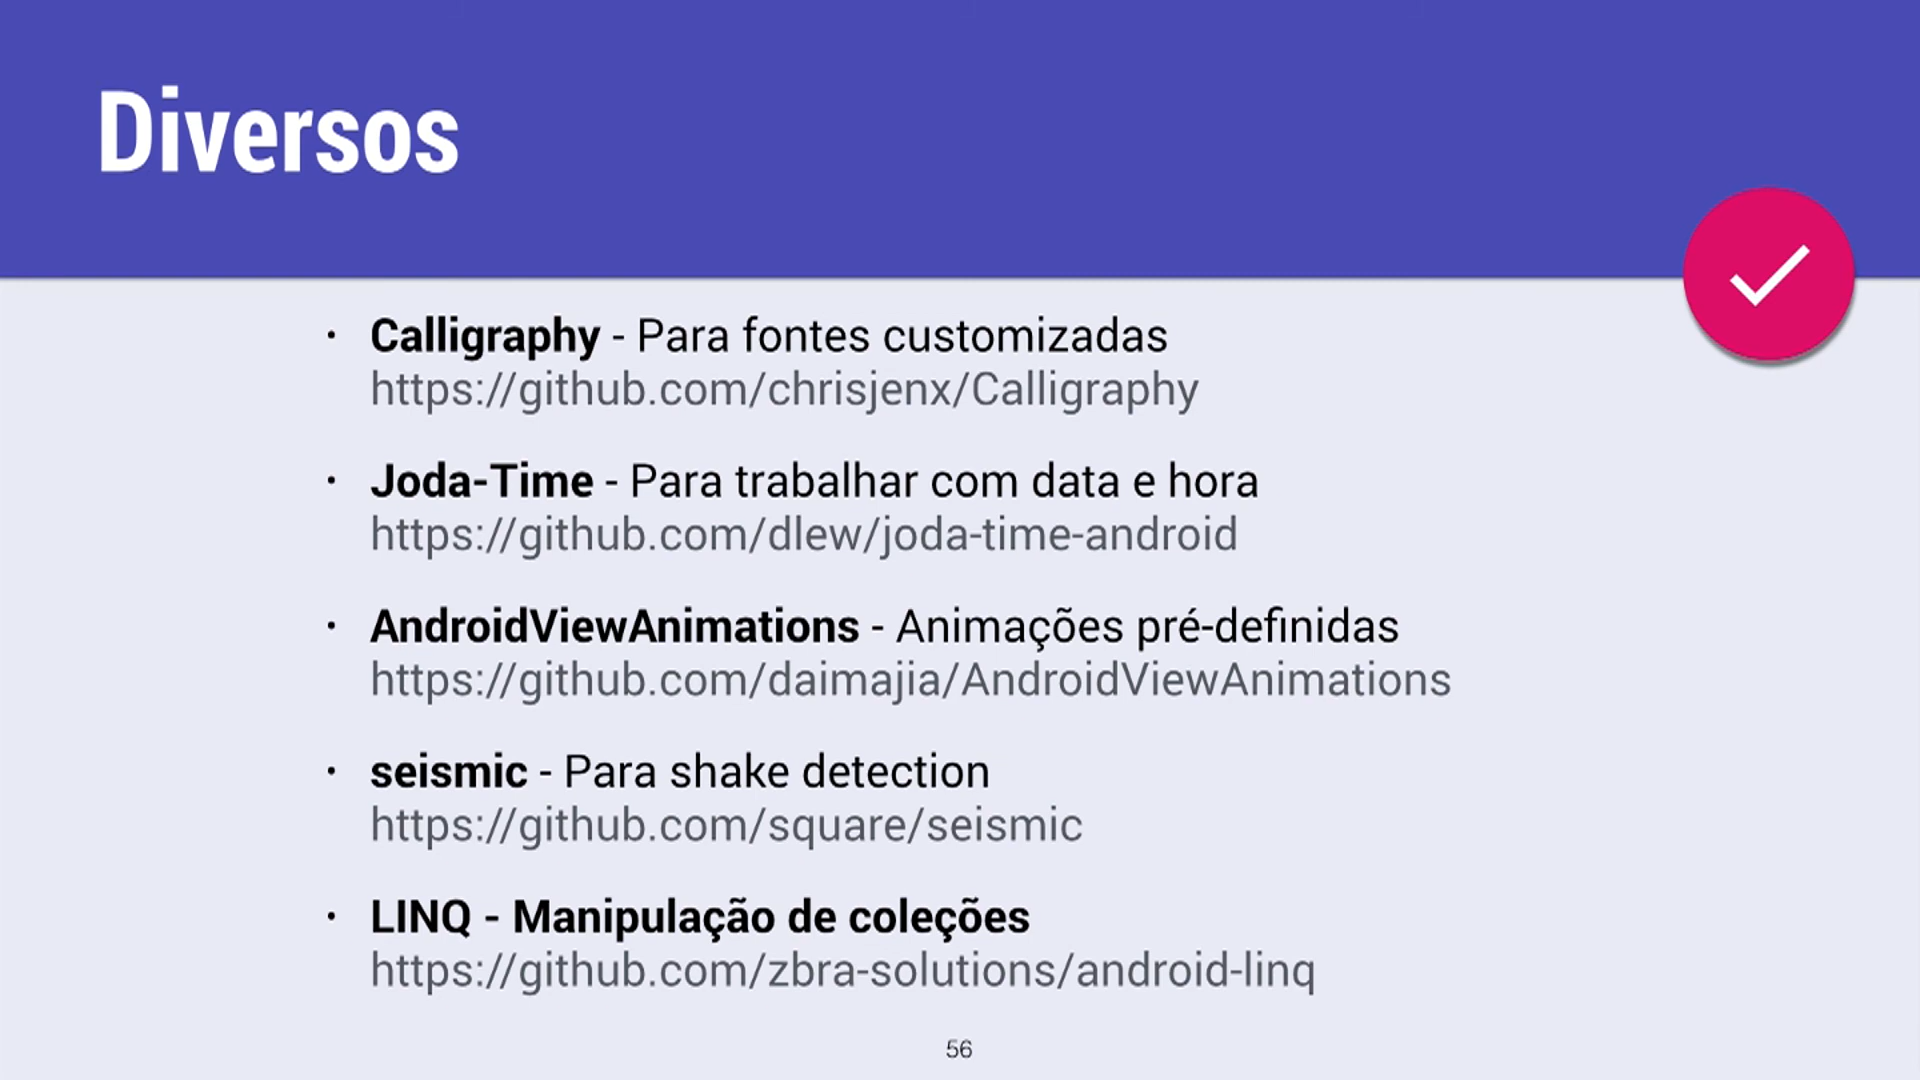 Diversos
• Calligraphy - Para fontes customizadas
https://github.com/chrisjenx/Calligraphy
• Joda-Time - Para trabalhar com data e hora
https://github.com/dlew/joda-time-android
• AndroidViewAnimations - Animações pré-definidas
https://github.com/daimajia/AndroidViewAnimations
• seismic - Para shake detection
https://github.com/square/seismic
• LINQ - Manipulação de coleções
https://github.com/zbra-solutions/android-linq
56